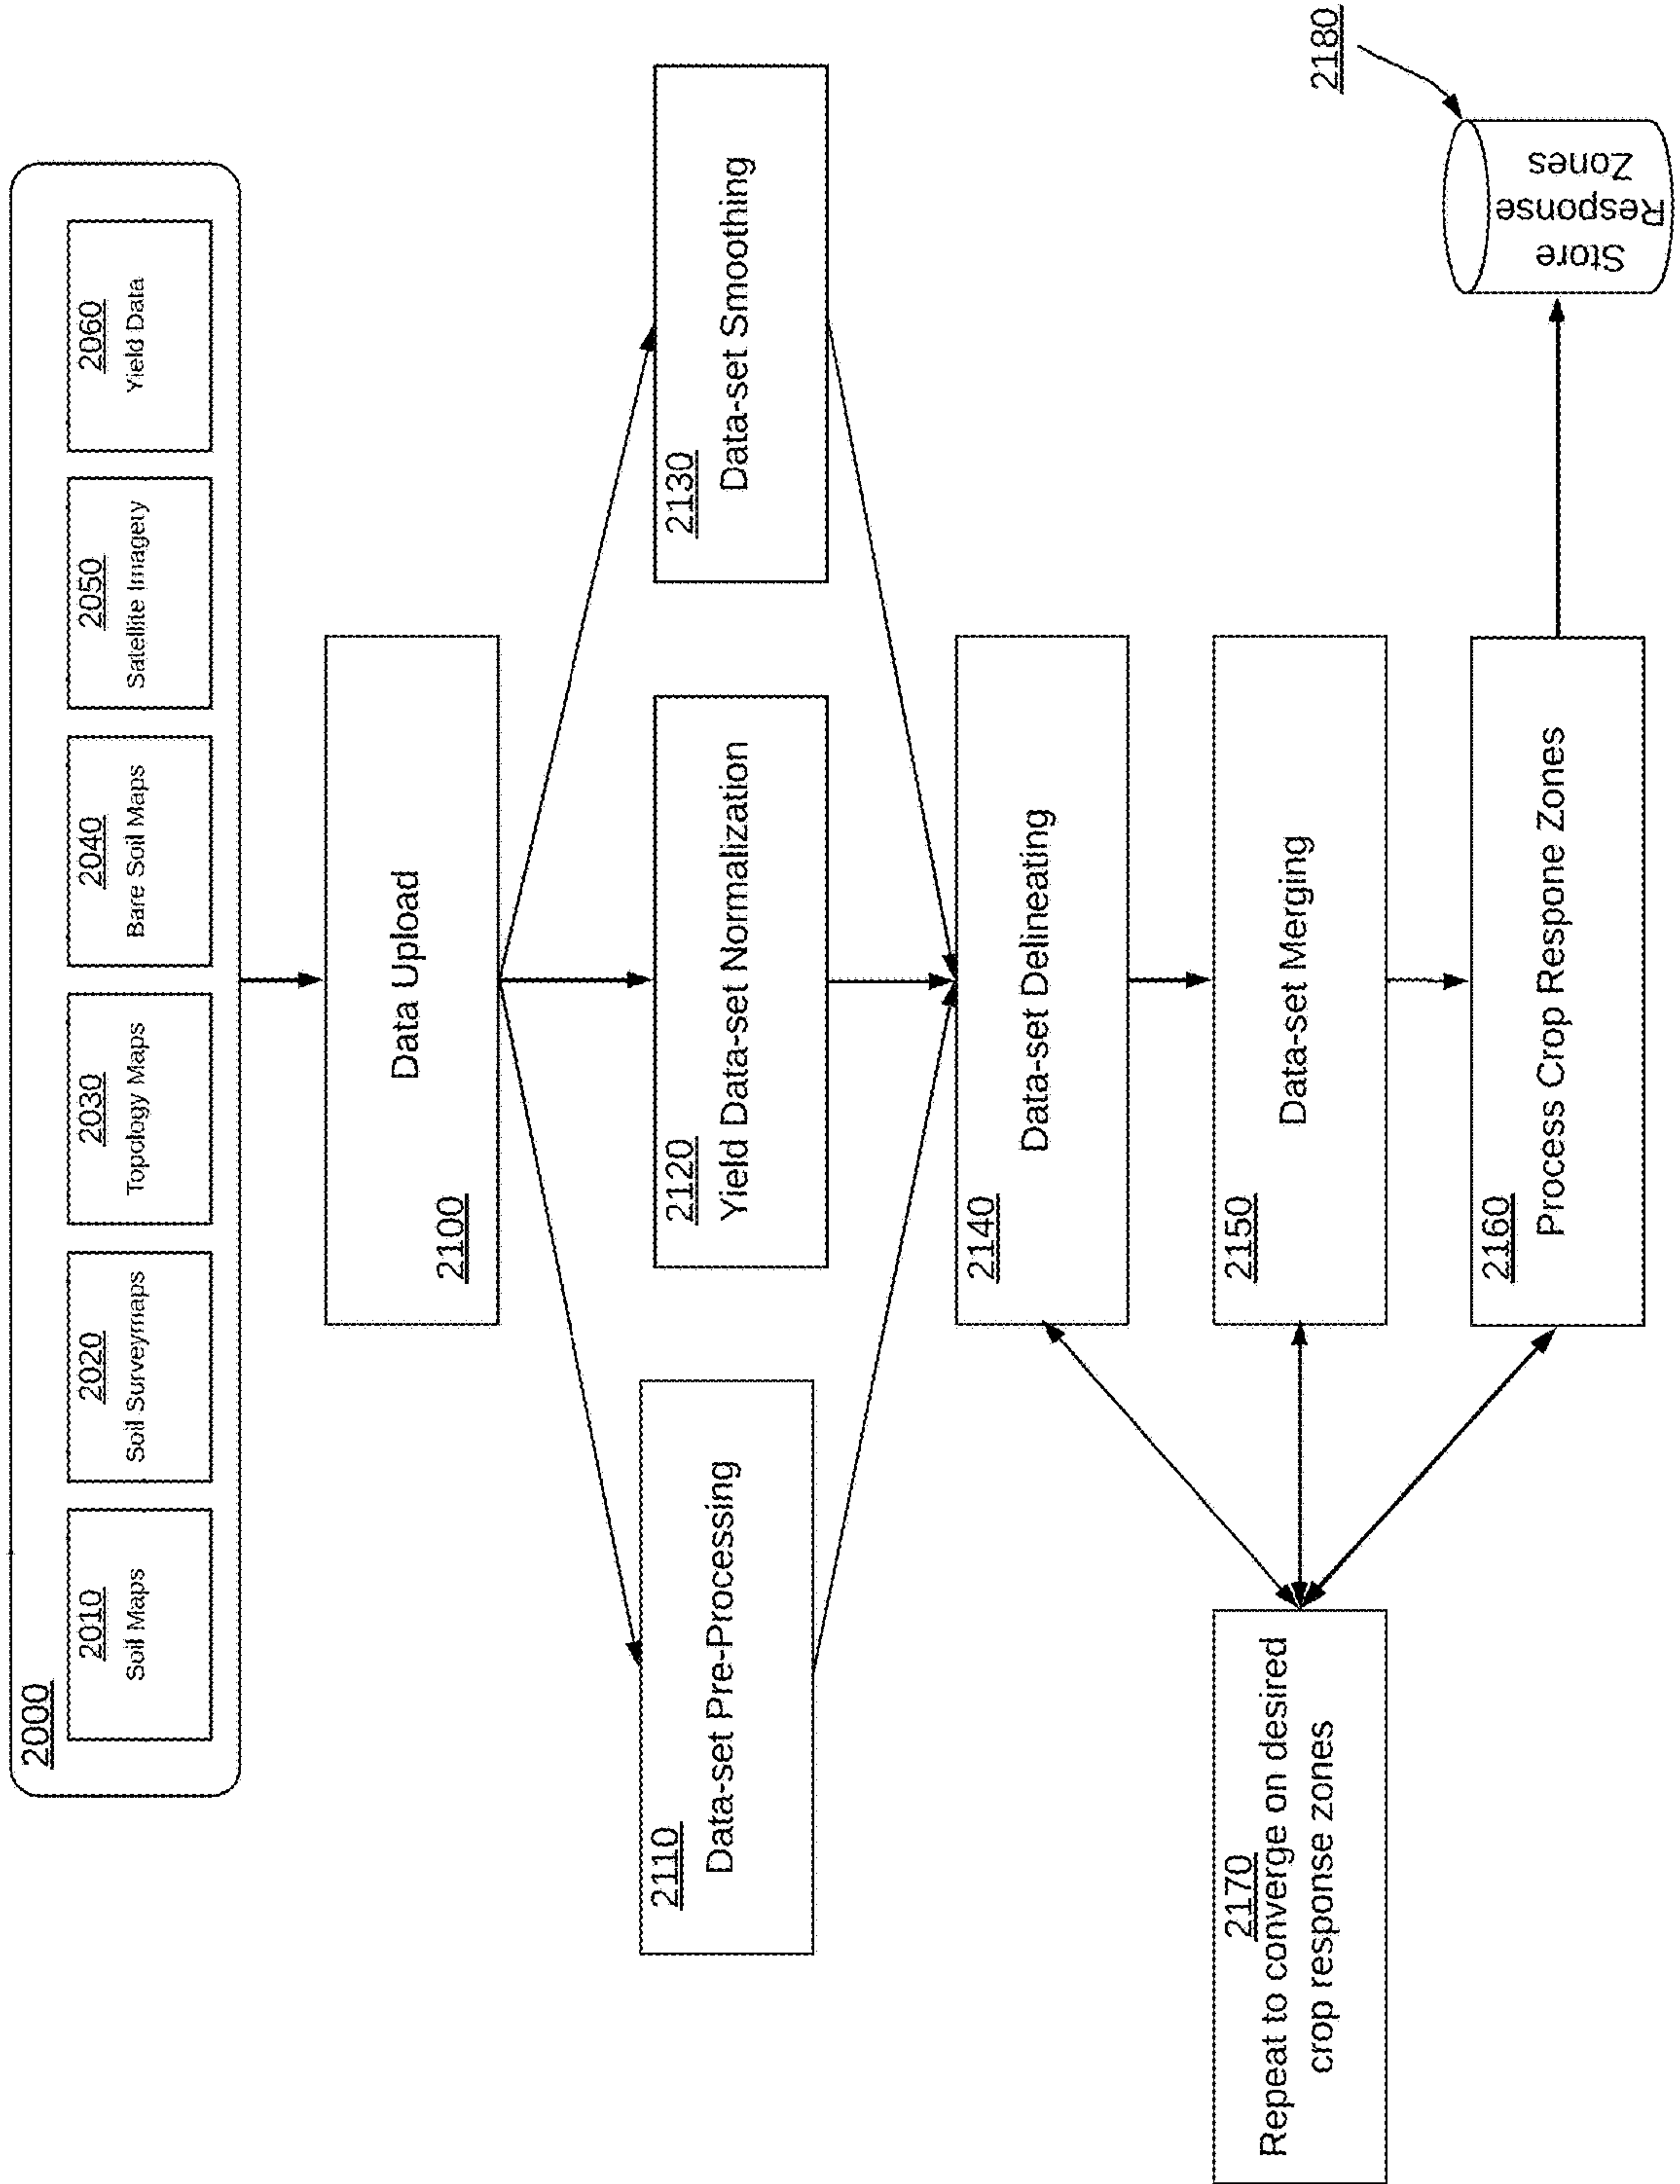 2000
2010
Soil Maps
2020
Soil Surveymaps
2030
Topology Maps
2040
Bare Soil Maps
2050
Satellite Imagery
2060
Yield Data
Data Upload
2100
2110
Data-set Pre-Processing
2120
Yield Data-set Normalization
2130
Data-set Smoothing
2140
Data-set Delineating
2150
Data-set Merging
2160
Process Crop Respone Zones
2170
Repeat to converge on desired
crop response zones
2180
Store
Response
Zones